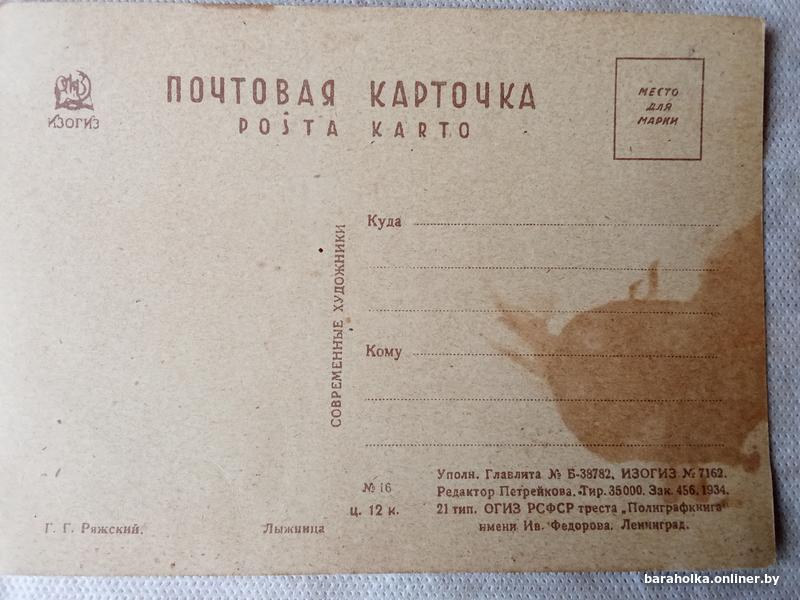 ИЗОГИЗ
ПОЧТОВАЯ КАРТОЧКА
POŜTA KARTO
МЕСТО
ДЛЯ
МАРКИ
СОВРЕМЕННЫЕ ХУДОЖНИКИ
Куда
Кому
№ 16
ц. 12 к.
Г. Г. Ряжский.
Лыжница
Уполн. Главлита № Б-38782. ИЗОГИЗ № 7162.
Редактор Петрейкова. Тир. 35000. Зак. 456. 1934.
21 тип. ОГИЗ РСФСР треста „Полиграфкнига"
имени Ив. Федорова. Ленинград.
baraholka.onliner.by